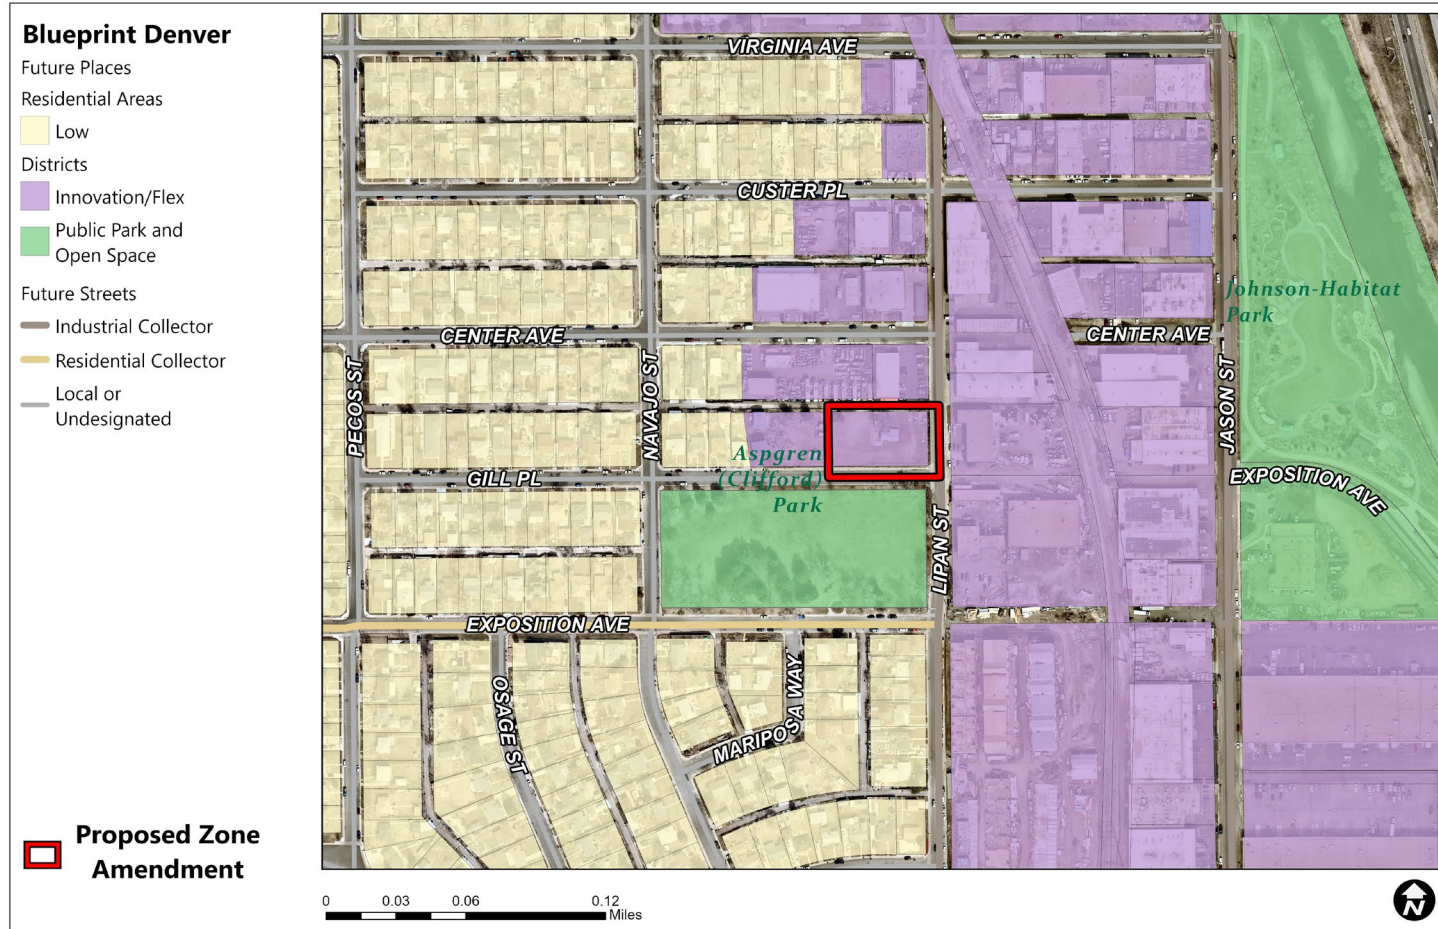 Blueprint Denver
Future Places
Residential Areas
Low
Districts
Innovation/Flex
Public Park and
Open Space
Future Streets
Industrial Collector
Residential Collector
Local or
Undesignated
Proposed Zone
Amendment
VIRGINIA AVE
CUSTER PL
Johnson-Habitat
Park
CENTER AVE
CENTER AVE
PECOS ST
NAVAJO ST
JASON ST
Aspgren
(Clifford)
Park
GILL PL
EXPOSITION AVE
LIPAN ST
EXPOSITION AVE
OSAGE ST
MARIPOSA WAY
0 0.03 0.06 0.12
Miles
N